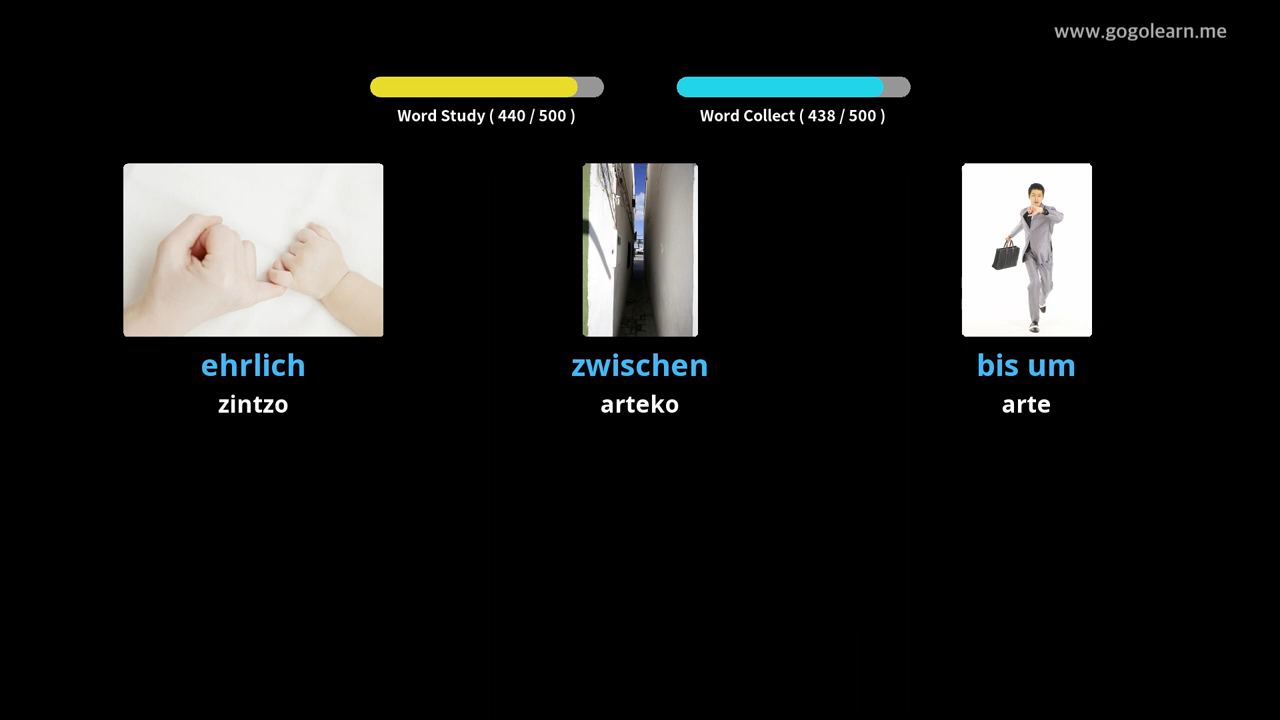 www.gogolearn.me
Word Study ( 440 / 500 )
Word Collect ( 438 / 500 )
ehrlich
zintzo
zwischen
arteko
bis um
arte